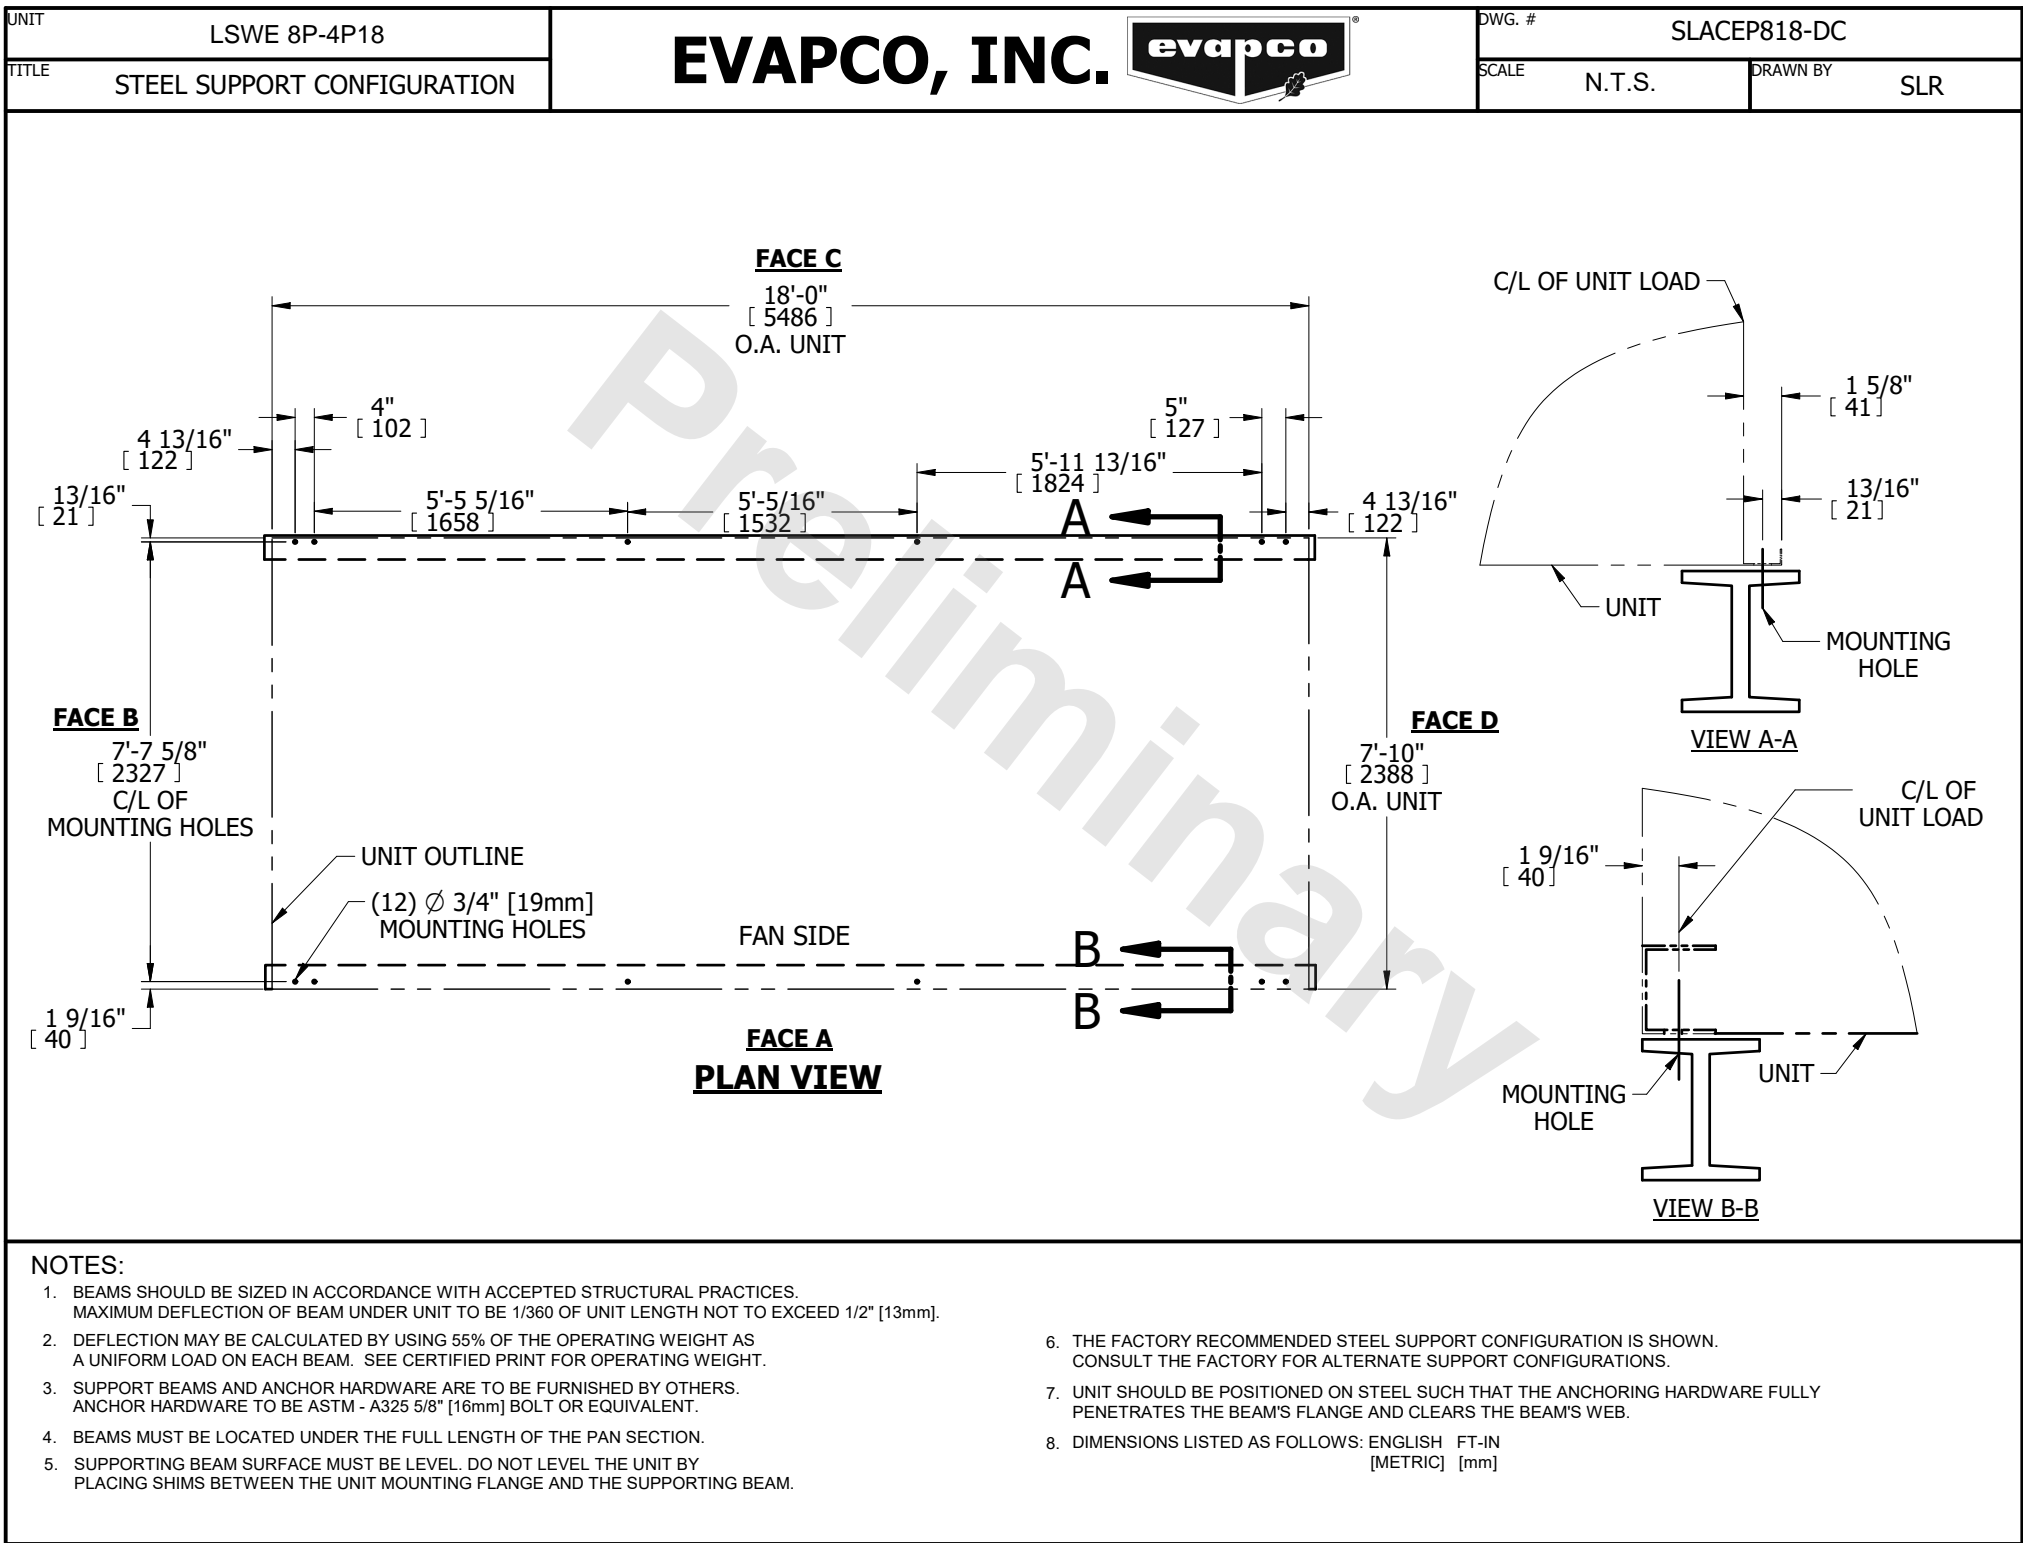 UNIT
LSWE 8P-4P18
TITLE
STEEL SUPPORT CONFIGURATION
EVAPCO, INC.
evapco
®
DWG. #
SLACEP818-DC
SCALE
N.T.S.
DRAWN BY
SLR
FACE C
18'-0"
[ 5486 ]
O.A. UNIT
4"
[ 102 ]
4 13/16"
[ 122 ]
13/16"
[ 21 ]
5'-5 5/16"
[ 1658 ]
5'-5/16"
[ 1532 ]
5"
[ 127 ]
5'-11 13/16"
[ 1824 ]
4 13/16"
[ 122 ]
A
A
FACE B
7'-7 5/8"
[ 2327 ]
C/L OF
MOUNTING HOLES
FACE D
7'-10"
[ 2388 ]
O.A. UNIT
UNIT OUTLINE
(12) ∅ 3/4" [19mm]
MOUNTING HOLES
FAN SIDE
B
B
1 9/16"
[ 40 ]
FACE A
PLAN VIEW
Preliminary
C/L OF UNIT LOAD
1 5/8"
[ 41 ]
13/16"
[ 21 ]
UNIT
MOUNTING
HOLE
VIEW A-A
C/L OF
UNIT LOAD
1 9/16"
[ 40 ]
UNIT
MOUNTING
HOLE
VIEW B-B
NOTES:
1. BEAMS SHOULD BE SIZED IN ACCORDANCE WITH ACCEPTED STRUCTURAL PRACTICES.
MAXIMUM DEFLECTION OF BEAM UNDER UNIT TO BE 1/360 OF UNIT LENGTH NOT TO EXCEED 1/2" [13mm].
2. DEFLECTION MAY BE CALCULATED BY USING 55% OF THE OPERATING WEIGHT AS
A UNIFORM LOAD ON EACH BEAM. SEE CERTIFIED PRINT FOR OPERATING WEIGHT.
3. SUPPORT BEAMS AND ANCHOR HARDWARE ARE TO BE FURNISHED BY OTHERS.
ANCHOR HARDWARE TO BE ASTM - A325 5/8" [16mm] BOLT OR EQUIVALENT.
4. BEAMS MUST BE LOCATED UNDER THE FULL LENGTH OF THE PAN SECTION.
5. SUPPORTING BEAM SURFACE MUST BE LEVEL. DO NOT LEVEL THE UNIT BY
PLACING SHIMS BETWEEN THE UNIT MOUNTING FLANGE AND THE SUPPORTING BEAM.
6. THE FACTORY RECOMMENDED STEEL SUPPORT CONFIGURATION IS SHOWN.
CONSULT THE FACTORY FOR ALTERNATE SUPPORT CONFIGURATIONS.
7. UNIT SHOULD BE POSITIONED ON STEEL SUCH THAT THE ANCHORING HARDWARE FULLY
PENETRATES THE BEAM'S FLANGE AND CLEARS THE BEAM'S WEB.
8. DIMENSIONS LISTED AS FOLLOWS: ENGLISH FT-IN
[METRIC] [mm]